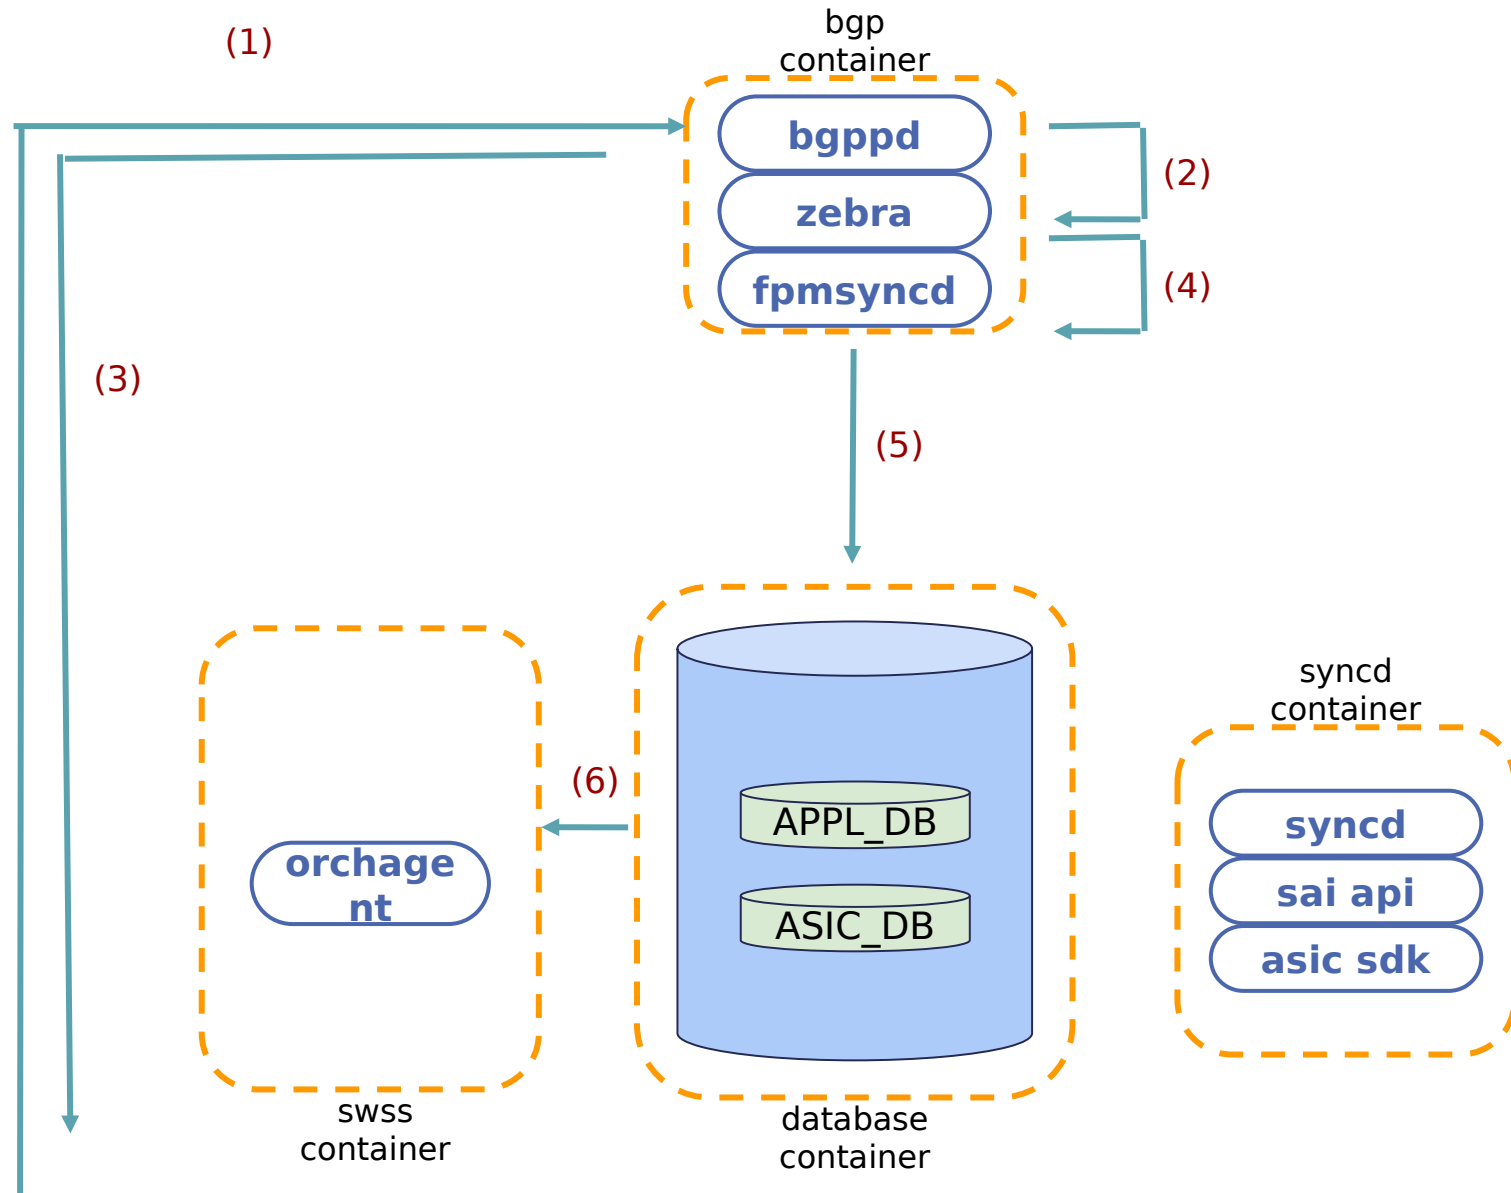 bgp
container
(1)
bgppd
(2)
zebra
(4)
fpmsyncd
(3)
(5)
syncd
container
(6)
APPL_DB
syncd
orchage
nt
sai api
ASIC_DB
asic sdk
swss
container
database
container